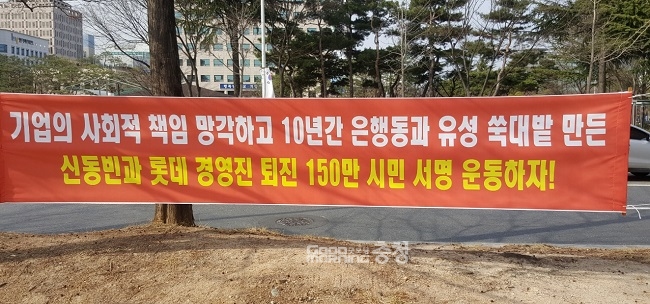 기업의 사회적 책임 망각하고 10년간 은행동과 유성 쑥대밭 만든
신동빈과 롯데 경영진 퇴진 150만 시민 서명 운동하자!